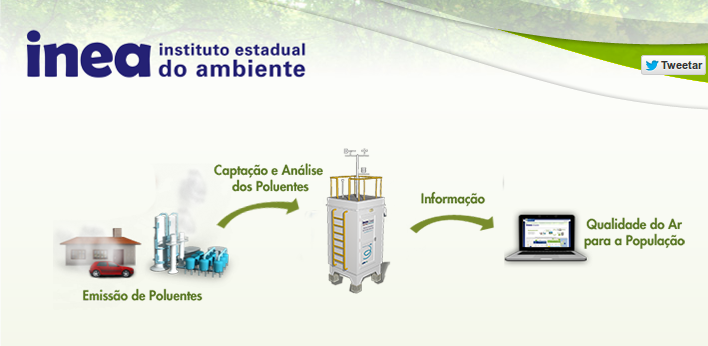 inea instituto estadual
do ambiente
Tweetar
Captação e Análise
dos Poluentes
Informação
Qualidade do Ar
para a População
Emissão de Poluentes